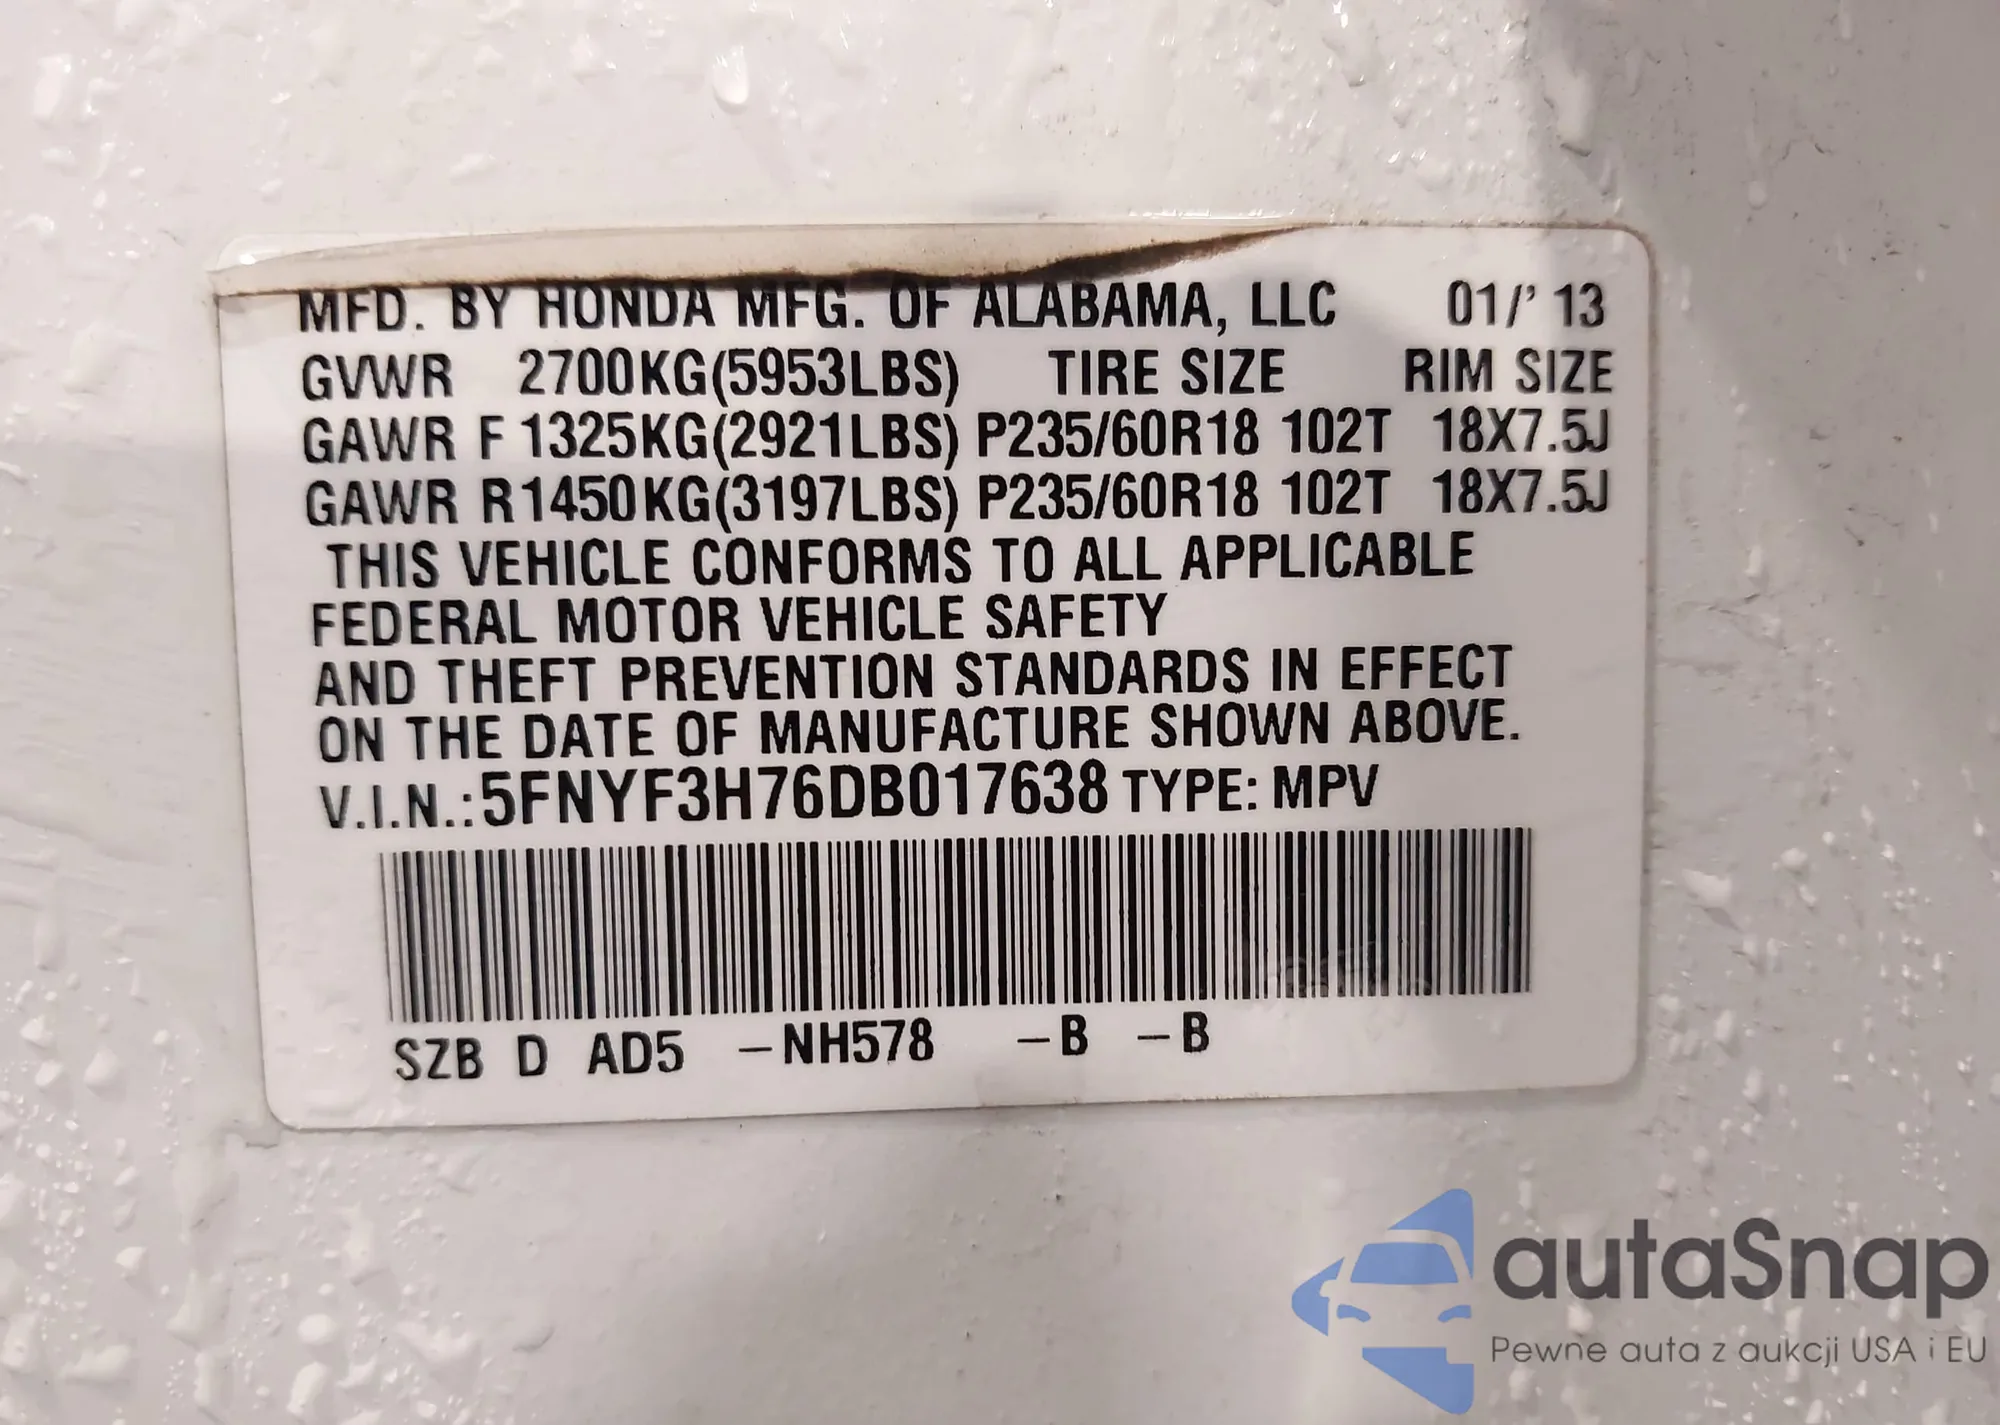 MFD. BY HONDA MFG. OF ALABAMA, LLC 01/' 13
GVWR 2700KG(5953LBS) TIRE SIZE RIM SIZE
GAWR F 1325KG(2921LBS) P235/60R18 102T 18X7.5J
GAWR R 1450KG(3197LBS) P235/60R18 102T 18X7.5J
THIS VEHICLE CONFORMS TO ALL APPLICABLE
FEDERAL MOTOR VEHICLE SAFETY
AND THEFT PREVENTION STANDARDS IN EFFECT
ON THE DATE OF MANUFACTURE SHOWN ABOVE.
V.I.N.:5FNYF3H76DB017638 TYPE: MPV
SZB D AD5 -NH578 -B -B
autaSnap
Pewne auta z aukcji USA i EU